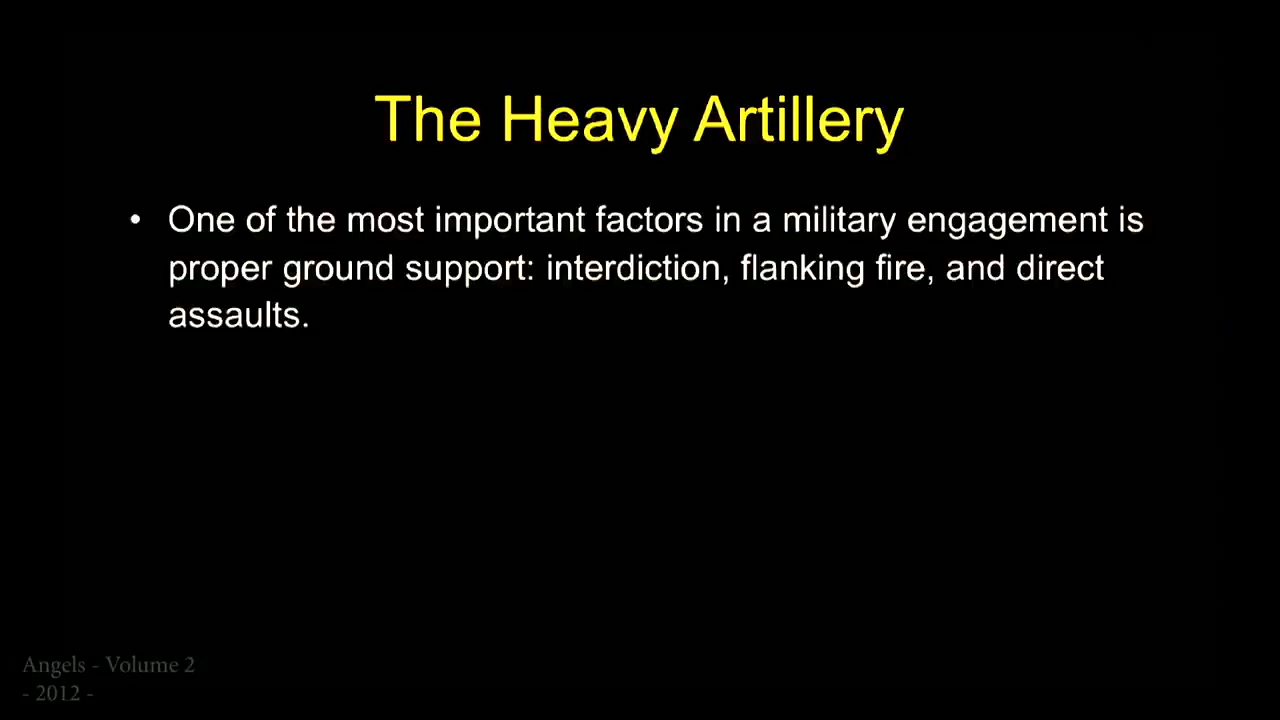 The Heavy Artillery
• One of the most important factors in a military engagement is
proper ground support: interdiction, flanking fire, and direct
assaults.
Angels - Volume 2
- 2012 -